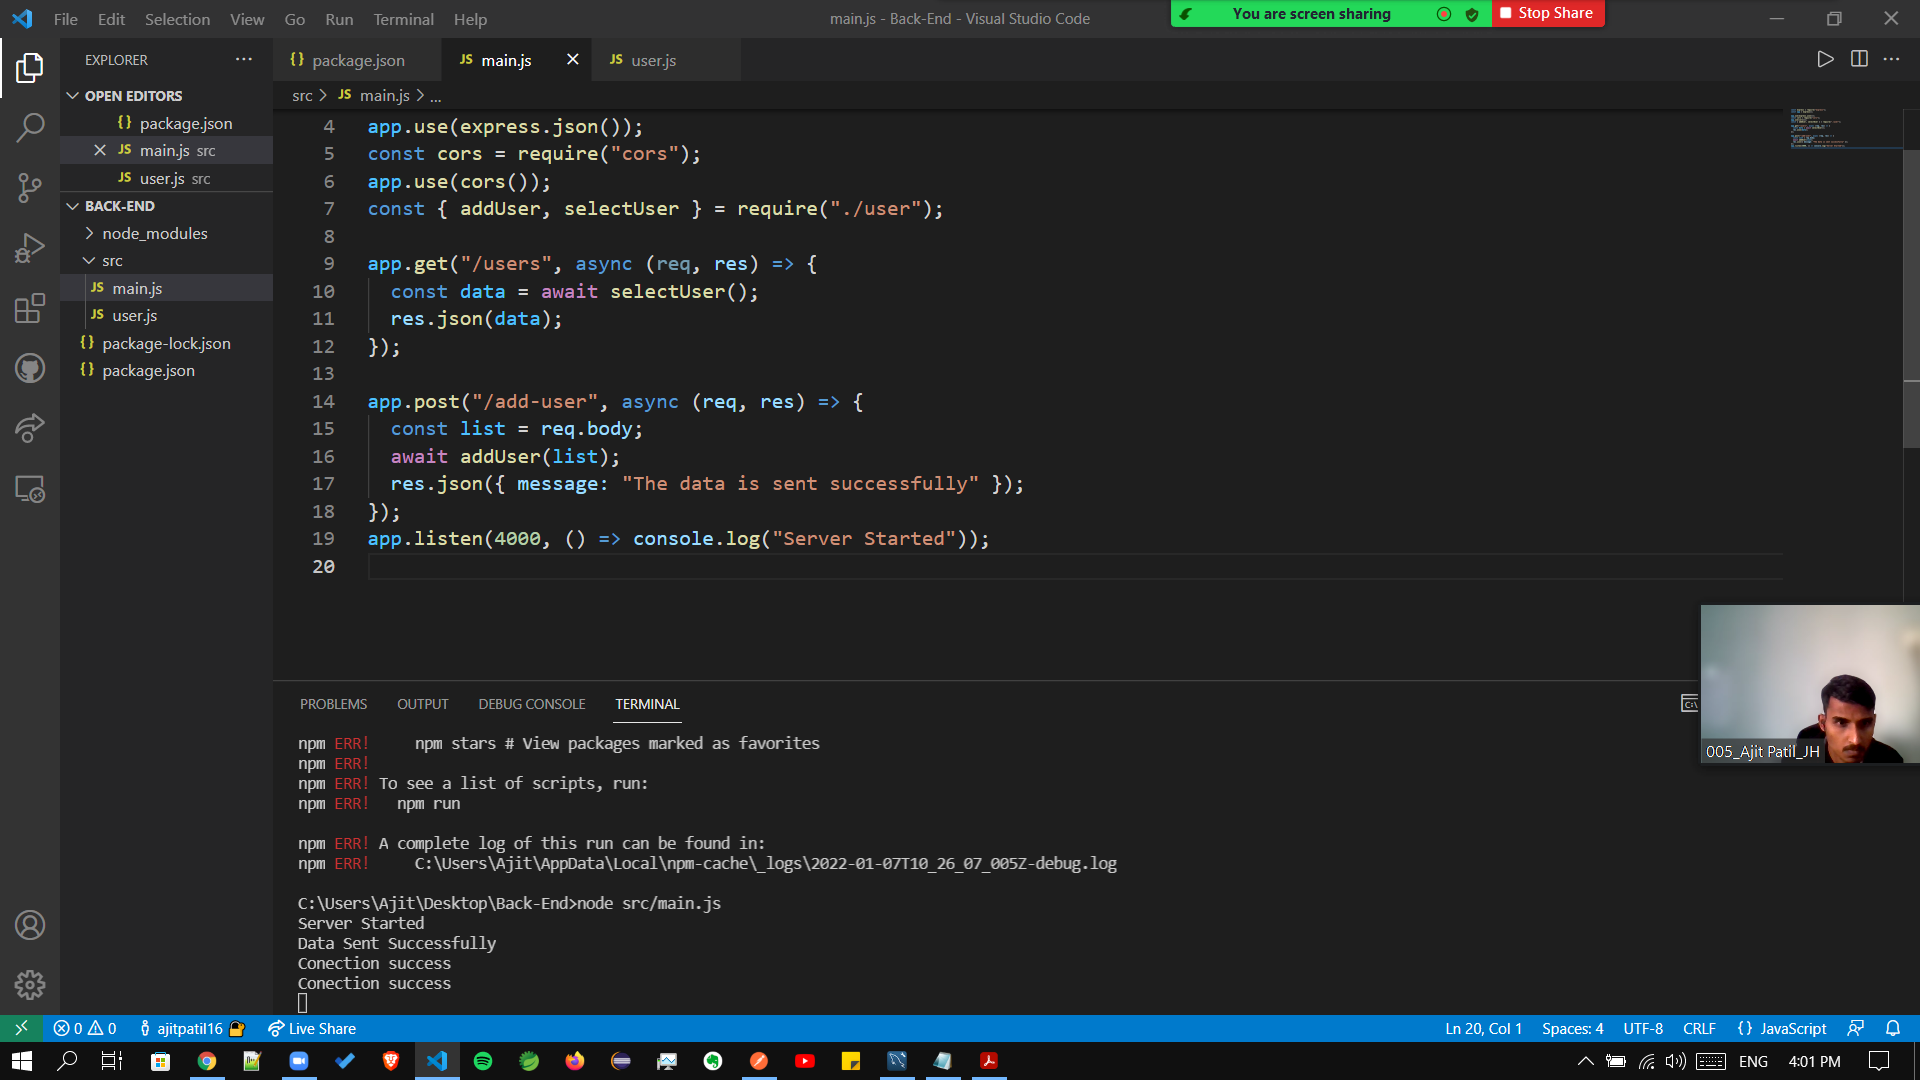 File Edit Selection View Go Run Terminal Help
main.js - Back-End - Visual Studio Code
You are screen sharing
Stop Share
EXPLORER
OPEN EDITORS
{} package.json
JS main.js src
JS user.js src
BACK-END
node_modules
src
JS main.js
JS user.js
{} package-lock.json
{} package.json
{} package.json
JS main.js
JS user.js
src > JS main.js > ...
4 app.use(express.json());
5 const cors = require("cors");
6 app.use(cors());
7 const { addUser, selectUser } = require("./user");
8
9 app.get("/users", async (req, res) => {
10 const data = await selectUser();
11 res.json(data);
12 });
13
14 app.post("/add-user", async (req, res) => {
15 const list = req.body;
16 await addUser(list);
17 res.json({ message: "The data is sent successfully" });
18 });
19 app.listen(4000, () => console.log("Server Started"));
20
005_Ajit Patil_JH
PROBLEMS OUTPUT DEBUG CONSOLE TERMINAL
npm ERR! npm stars # View packages marked as favorites
npm ERR!
npm ERR! To see a list of scripts, run:
npm ERR! npm run
npm ERR! A complete log of this run can be found in:
npm ERR! C:\Users\Ajit\AppData\Local\npm-cache\_logs\2022-01-07T10_26_07_005Z-debug.log
C:\Users\Ajit\Desktop\Back-End>node src/main.js
Server Started
Data Sent Successfully
Conection success
Conection success
0 0 ajitpatil16 Live Share
Ln 20, Col 1 Spaces: 4 UTF-8 CRLF {} JavaScript
ENG 4:01 PM